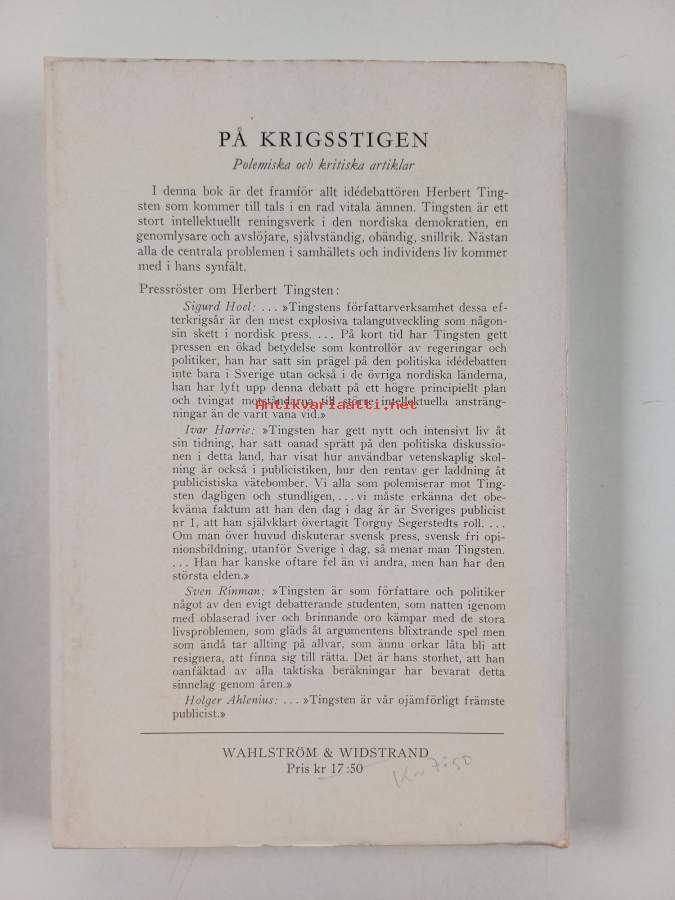 PÅ KRIGSSTIGEN
Polemiska och kritiska artiklar
I denna bok är det framför allt idédebattören Herbert Ting-
sten som kommer till tals i en rad vitala ämnen. Tingsten är ett
stort intellektuellt reningsverk i den nordiska demokratien, en
genomlysare och avslöjare, självständig, obändig, snillrik. Nästan
alla de centrala problemen i samhällets och individens liv kommer
med i hans synfält.
Pressröster om Herbert Tingsten:
Sigurd Hoel: ... »Tingstens författarverksamhet dessa ef-
terkrigsår är den mest explosiva talangutveckling som någon-
sin skett i nordisk press. ... På kort tid har Tingsten gett
pressen en ökad betydelse som kontrollör av regeringar och
politiker, han har satt sin prägel på den politiska idédebatten
inte bara i Sverige utan också i de övriga nordiska länderna,
han har lyft upp denna debatt på ett högre principiellt plan
och tvingat motståndarna till större intellektuella ansträng-
Antikvariaatti.net
ningar än de varit vana vid.»
Ivar Harrie: »Tingsten har gett nytt och intensivt liv åt
sin tidning, har satt oanad sprätt på den politiska diskussio-
nen i detta land, har visat hur användbar vetenskaplig skol-
ning är också i publicistiken, hur den rentav ger laddning åt
publicistiska vätebomber. Vi alla som polemiserar mot Ting-
sten dagligen och stundligen, ... vi måste erkänna det obe-
kväma faktum att han den dag i dag är är Sveriges publicist
nr 1, att han självklart övertagit Torgny Segerstedts roll. ...
Om man över huvud diskuterar svensk press, svensk fri opi-
nionsbildning, utanför Sverige i dag, så menar man Tingsten.
... Han har kanske oftare fel än vi andra, men han har den
största elden.»
Sven Rinman: »Tingsten är som författare och politiker
något av den evigt debatterande studenten, som natten igenom
med oblaserad iver och brinnande oro kämpar med de stora
livsproblemen, som gläds åt argumentens blixtrande spel men
som ändå tar allting på allvar, som ännu orkar låta bli att
resignera, att finna sig till rätta. Det är hans storhet, att han
oanfäktad av alla taktiska beräkningar har bevarat detta
sinnelag genom åren.»
Holger Ahlenius: ... »Tingsten är vår ojämförligt främste
publicist.»
WAHLSTRÖM & WIDSTRAND
Pris kr 17:50
Kr 7:50